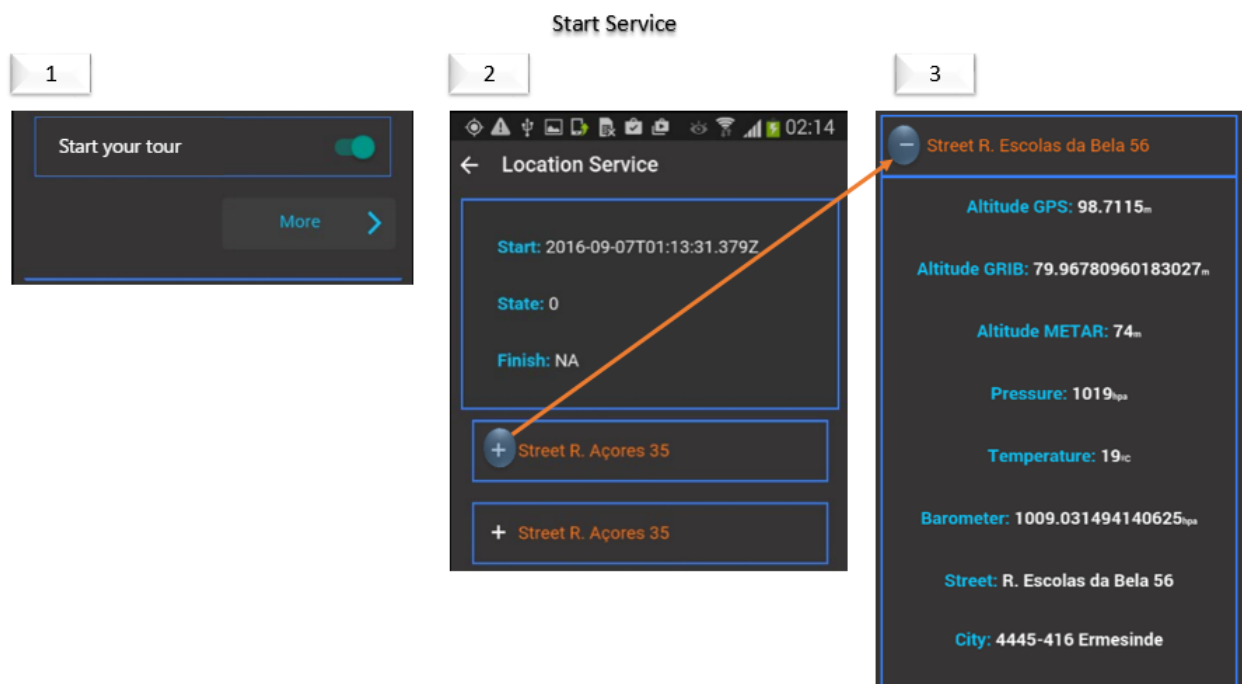 Start Service
1
Start your tour
More
2
02:14
Location Service
Start: 2016-09-07T01:13:31.379Z
State: 0
Finish: NA
+ Street R. Açores 35
+ Street R. Açores 35
3
− Street R. Escolas da Bela 56
Altitude GPS: 98.7115m
Altitude GRIB: 79.96780960183027m
Altitude METAR: 74m
Pressure: 1019hpa
Temperature: 19ºC
Barometer: 1009.031494140625hpa
Street: R. Escolas da Bela 56
City: 4445-416 Ermesinde